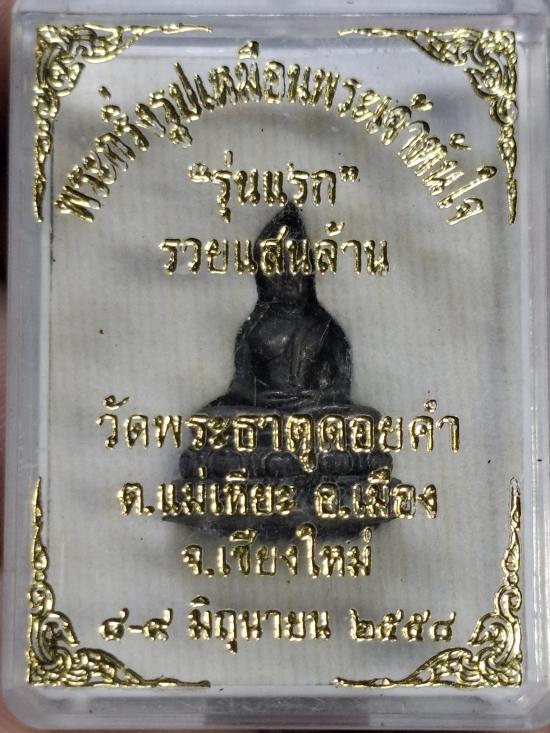 พระกริ่งรูปเหมือนพระเจ้าทันใจ
"รุ่นแรก"
รวยแสนล้าน
วัดพระธาตุดอยคำ
ต.แม่เหียะ อ.เมือง
จ.เชียงใหม่
๘-๙ มิถุนายน ๒๕๕๘